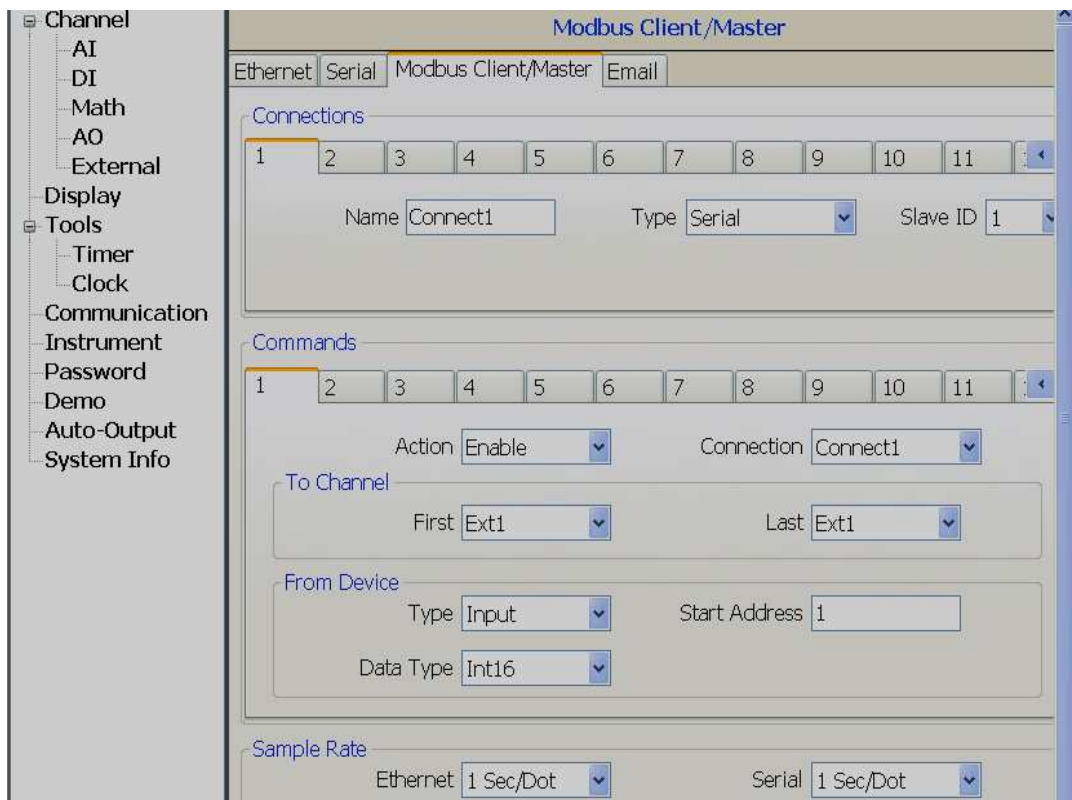 Channel
AI
DI
Math
AO
External
Display
Tools
Timer
Clock
Communication
Instrument
Password
Demo
Auto-Output
System Info
Modbus Client/Master
Ethernet Serial Modbus Client/Master Email
Connections
1 2 3 4 5 6 7 8 9 10 11
Name Connect1 Type Serial Slave ID 1
Commands
1 2 3 4 5 6 7 8 9 10 11
Action Enable Connection Connect1
To Channel
First Ext1 Last Ext1
From Device
Type Input Start Address 1
Data Type Int16
Sample Rate
Ethernet 1 Sec/Dot Serial 1 Sec/Dot